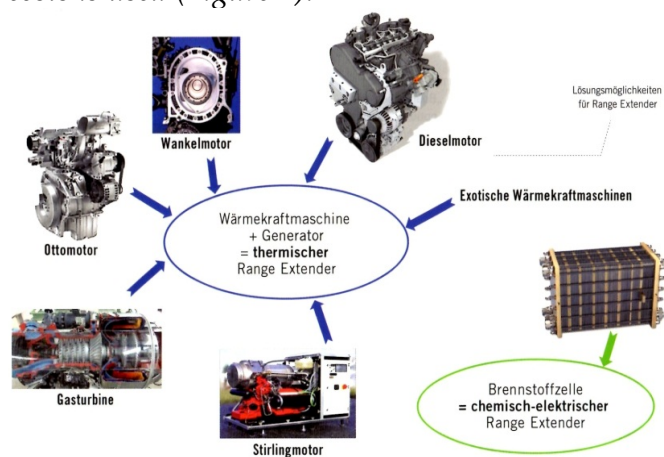 Wankelmotor
Dieselmotor
Lösungsmöglichkeiten
für Range Extender
Ottomotor
Exotische Wärmekraftmaschinen
Wärmekraftmaschine
+ Generator
= thermischer
Range Extender
Gasturbine
Stirlingmotor
Brennstoffzelle
= chemisch-elektrischer
Range Extender